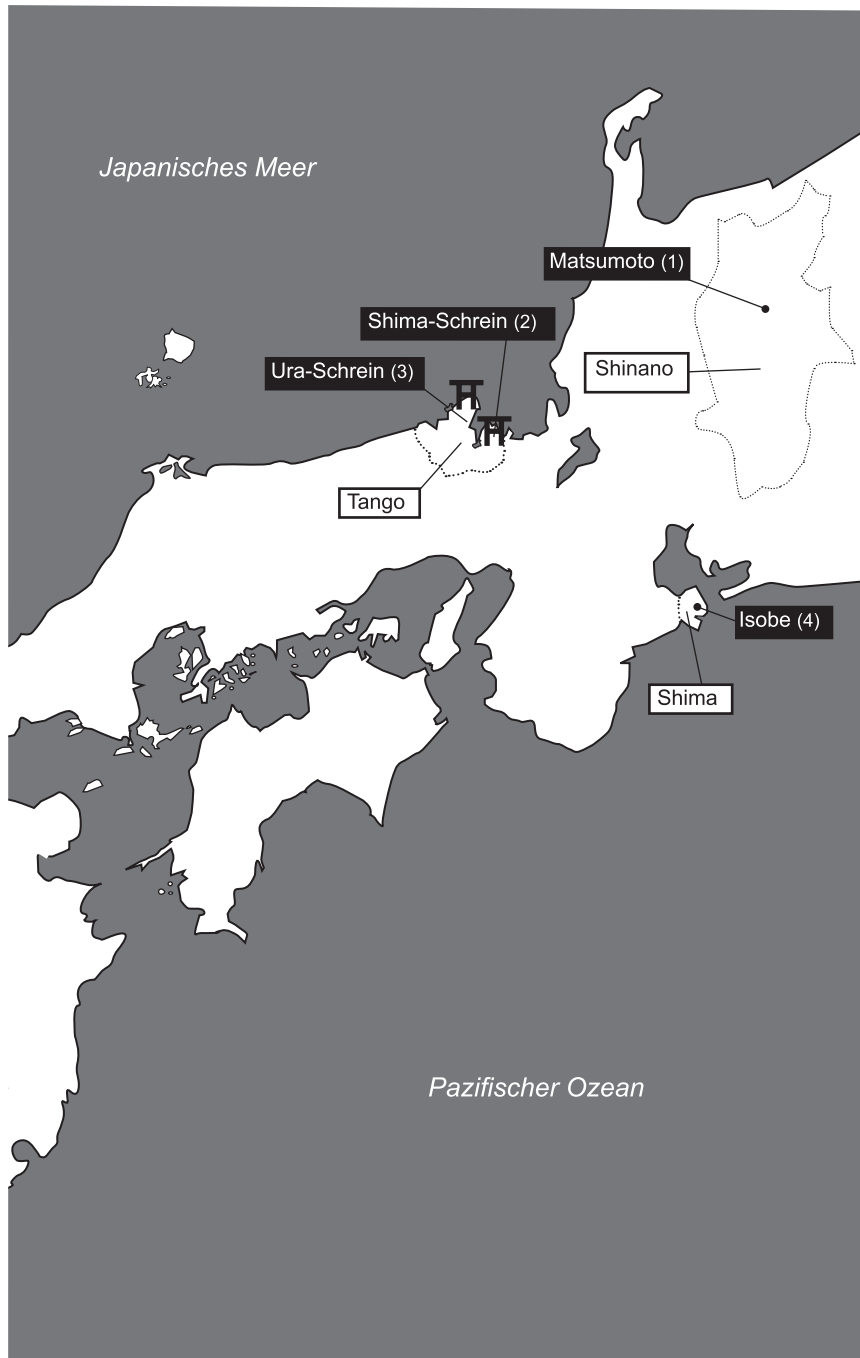 Japanisches Meer
Matsumoto (1)
Shima-Schrein (2)
Shinano
Ura-Schrein (3)
Tango
Isobe (4)
Shima
Pazifischer Ozean